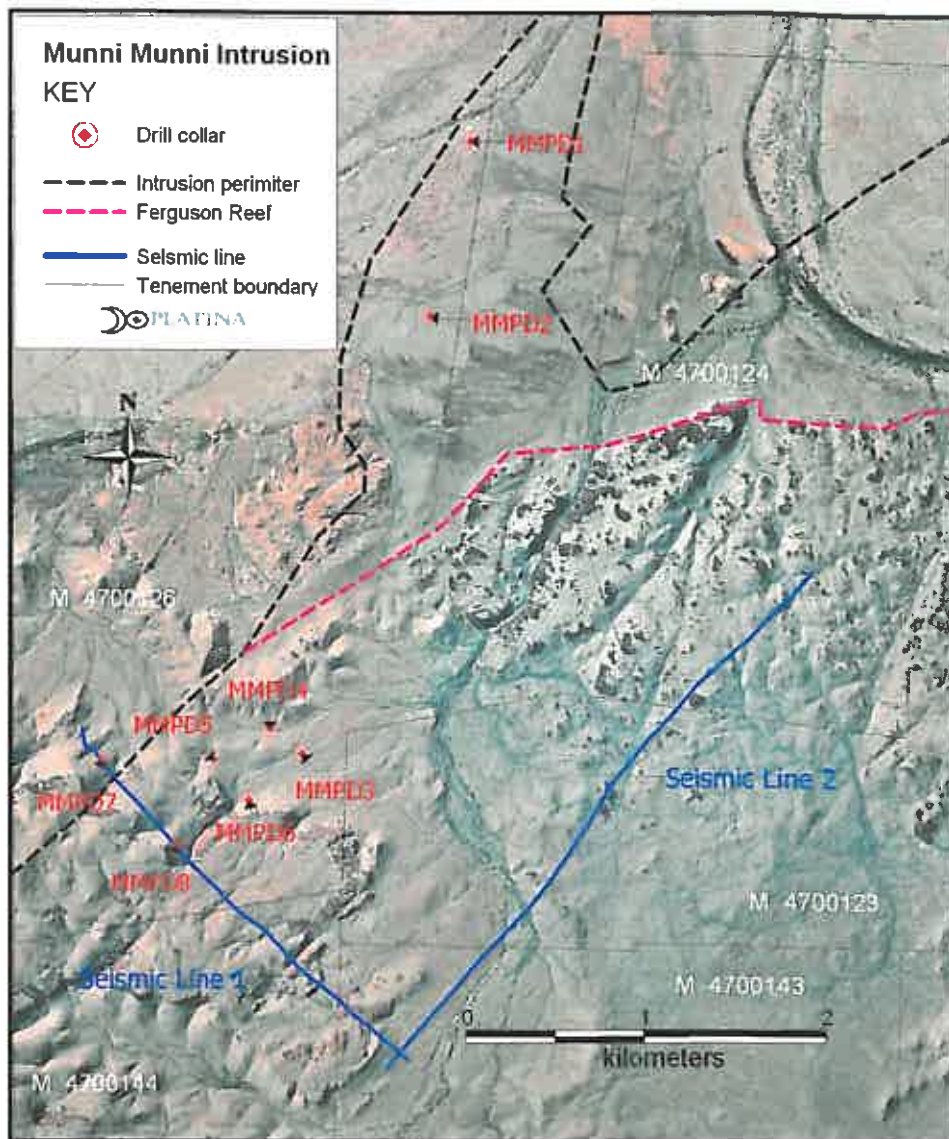 Munni Munni Intrusion
KEY
Drill collar
Intrusion perimiter
Ferguson Reef
Seismic line
Tenement boundary
PLATINA
MMPD1
MMPD2
M 4700124
N
M 4700126
MMPD4
MMPD5
MMPD3
Seismic Line 2
MMPD7
MMPD6
MMPD8
M 4700123
Seismic Line 1
M 4700143
0 1 2
kilometers
M 4700144